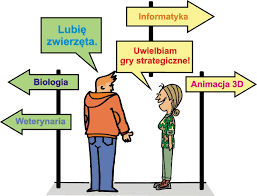 Informatyka
Lubię
zwierzęta.
Uwielbiam
gry strategiczne!
Biologia
Animacja 3D
Weterynaria